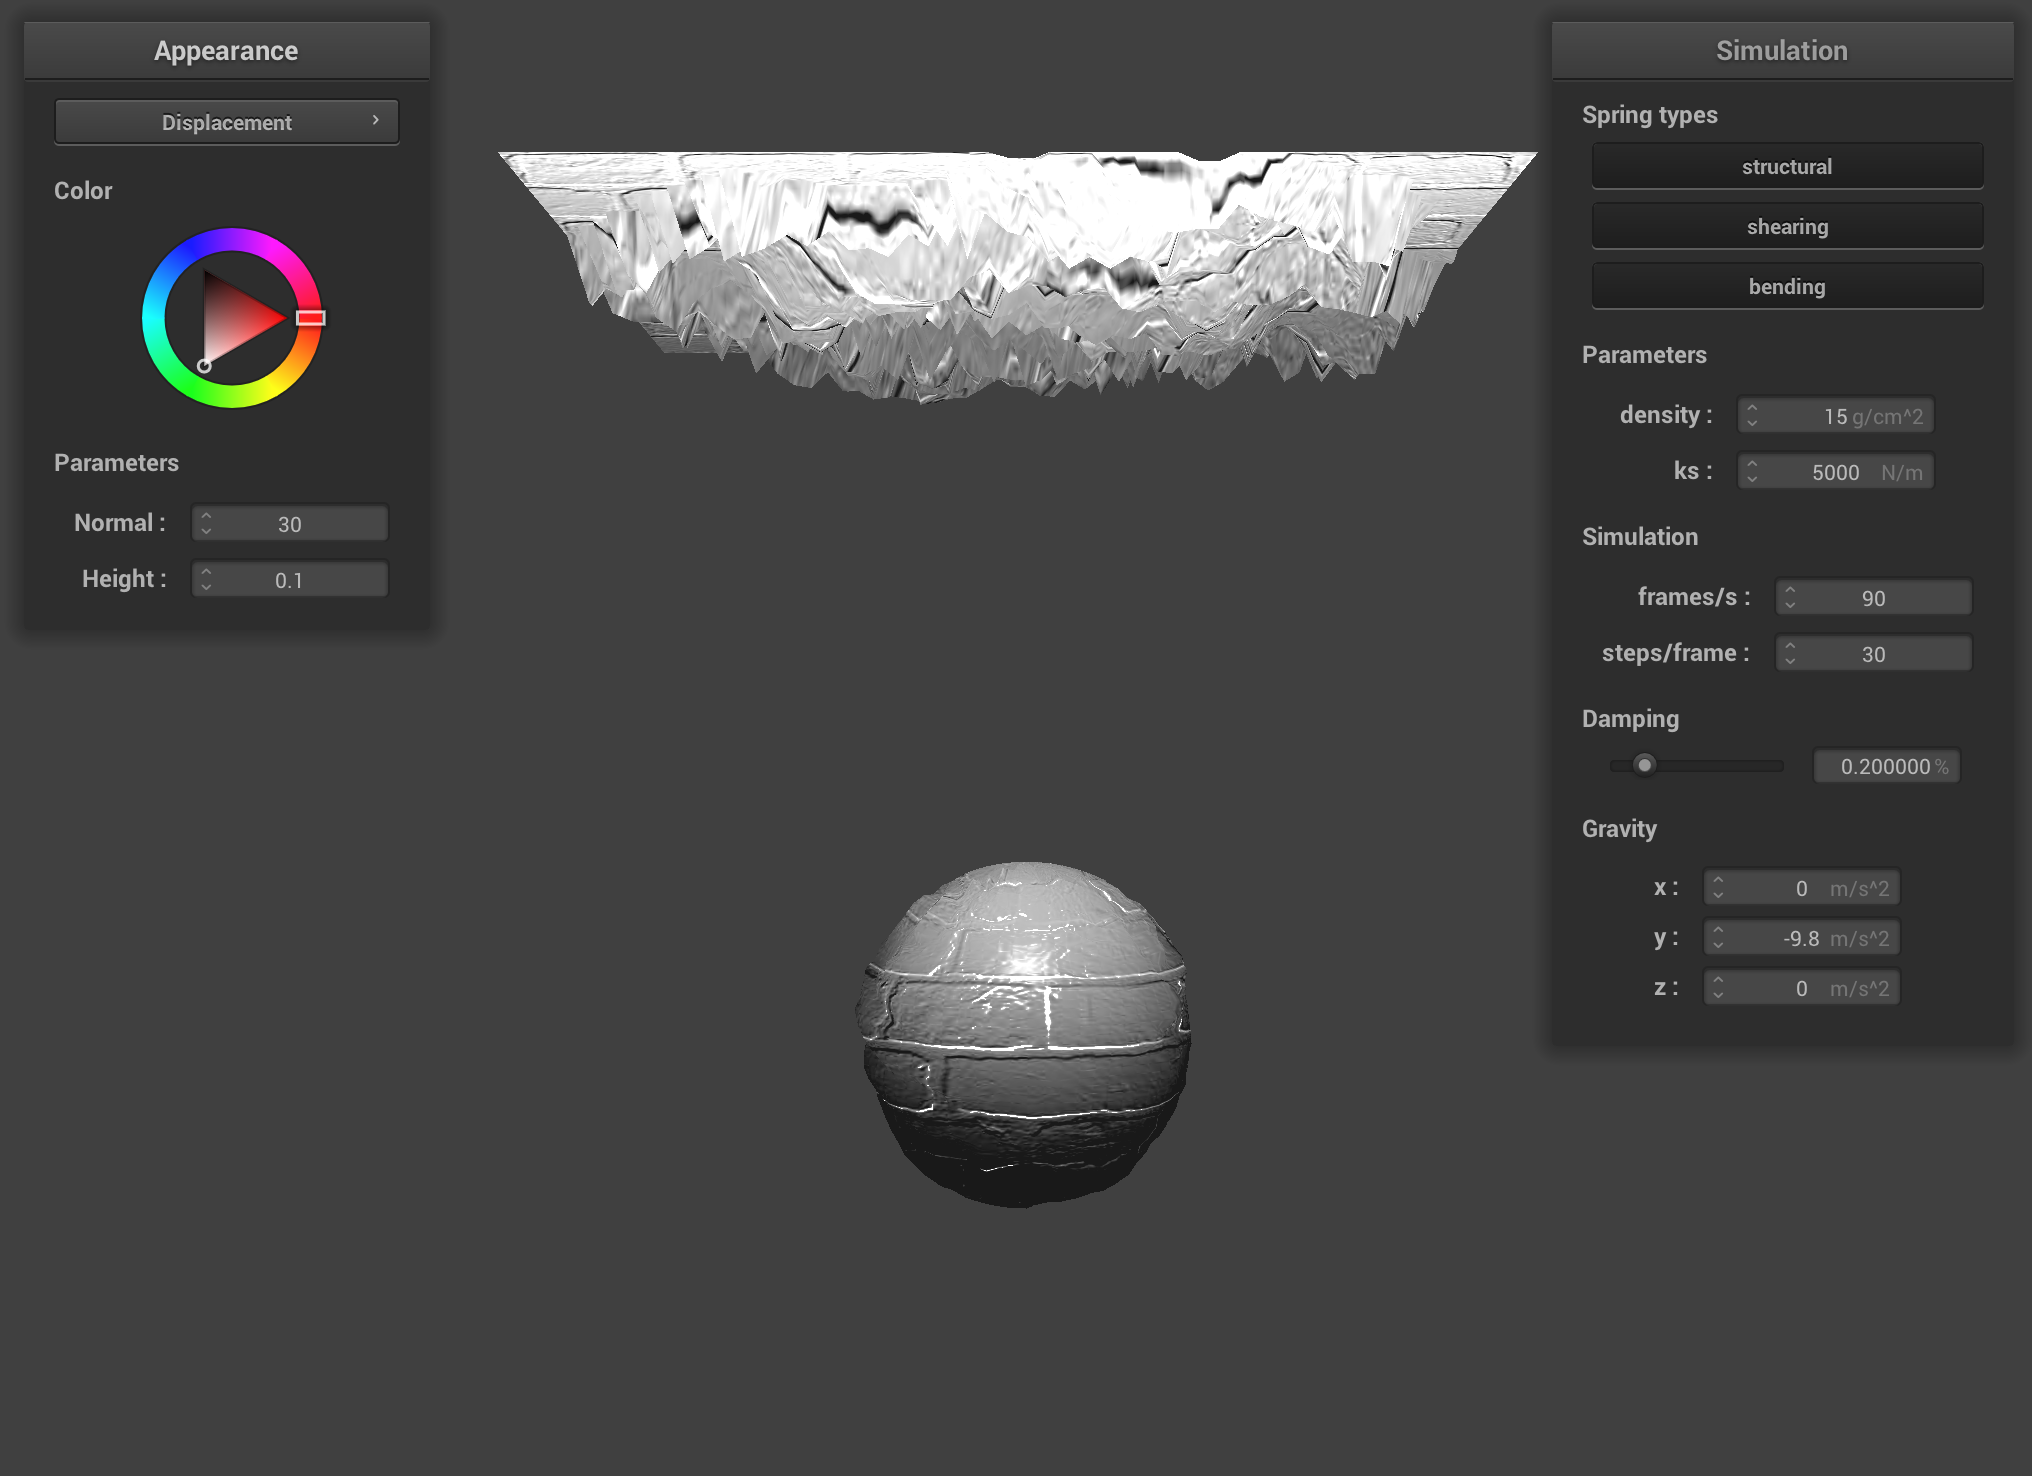 Appearance
Displacement
Color
Parameters
Normal : 30
Height : 0.1
Simulation
Spring types
structural
shearing
bending
Parameters
density : 15 g/cm^2
ks : 5000 N/m
Simulation
frames/s : 90
steps/frame : 30
Damping
0.200000 %
Gravity
x : 0 m/s^2
y : -9.8 m/s^2
z : 0 m/s^2